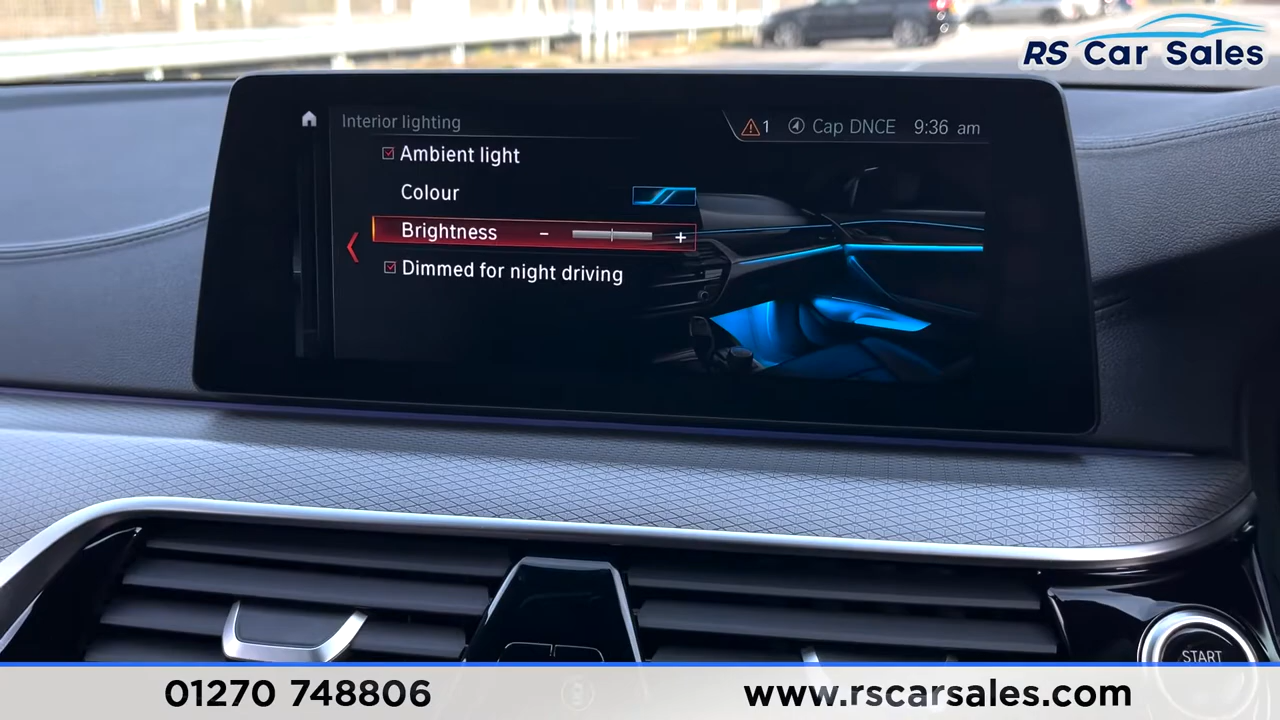 RS Car Sales
Interior lighting
1 Cap DNCE 9:36 am
Ambient light
Colour
Brightness - +
Dimmed for night driving
START
01270 748806
www.rscarsales.com